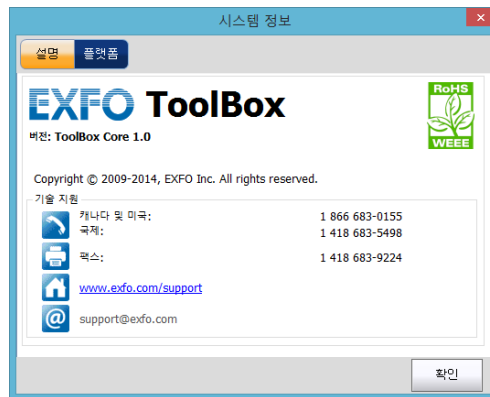 시스템 정보
설명 플랫폼
EXFO ToolBox
RoHS
WEEE
버전: ToolBox Core 1.0
Copyright © 2009-2014, EXFO Inc. All rights reserved.
기술 지원
캐나다 및 미국: 1 866 683-0155
국제: 1 418 683-5498
팩스: 1 418 683-9224
www.exfo.com/support
@ support@exfo.com
확인